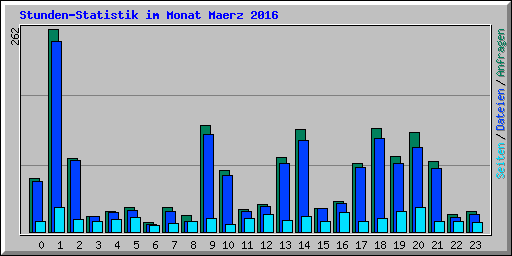 Stunden-Statistik im Monat Maerz 2016
262
0 1 2 3 4 5 6 7 8 9 10 11 12 13 14 15 16 17 18 19 20 21 22 23
Seiten/Dateien/Anfragen